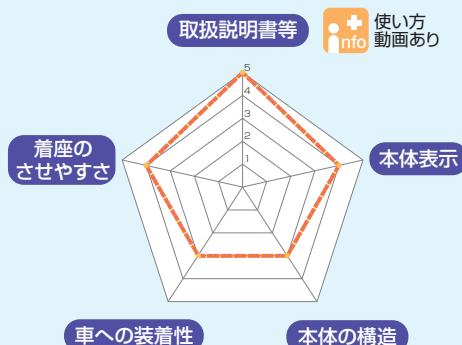 取扱説明書等
info
使い方
動画あり
5
4
3
2
1
着座の
させやすさ
本体表示
車への装着性
本体の構造